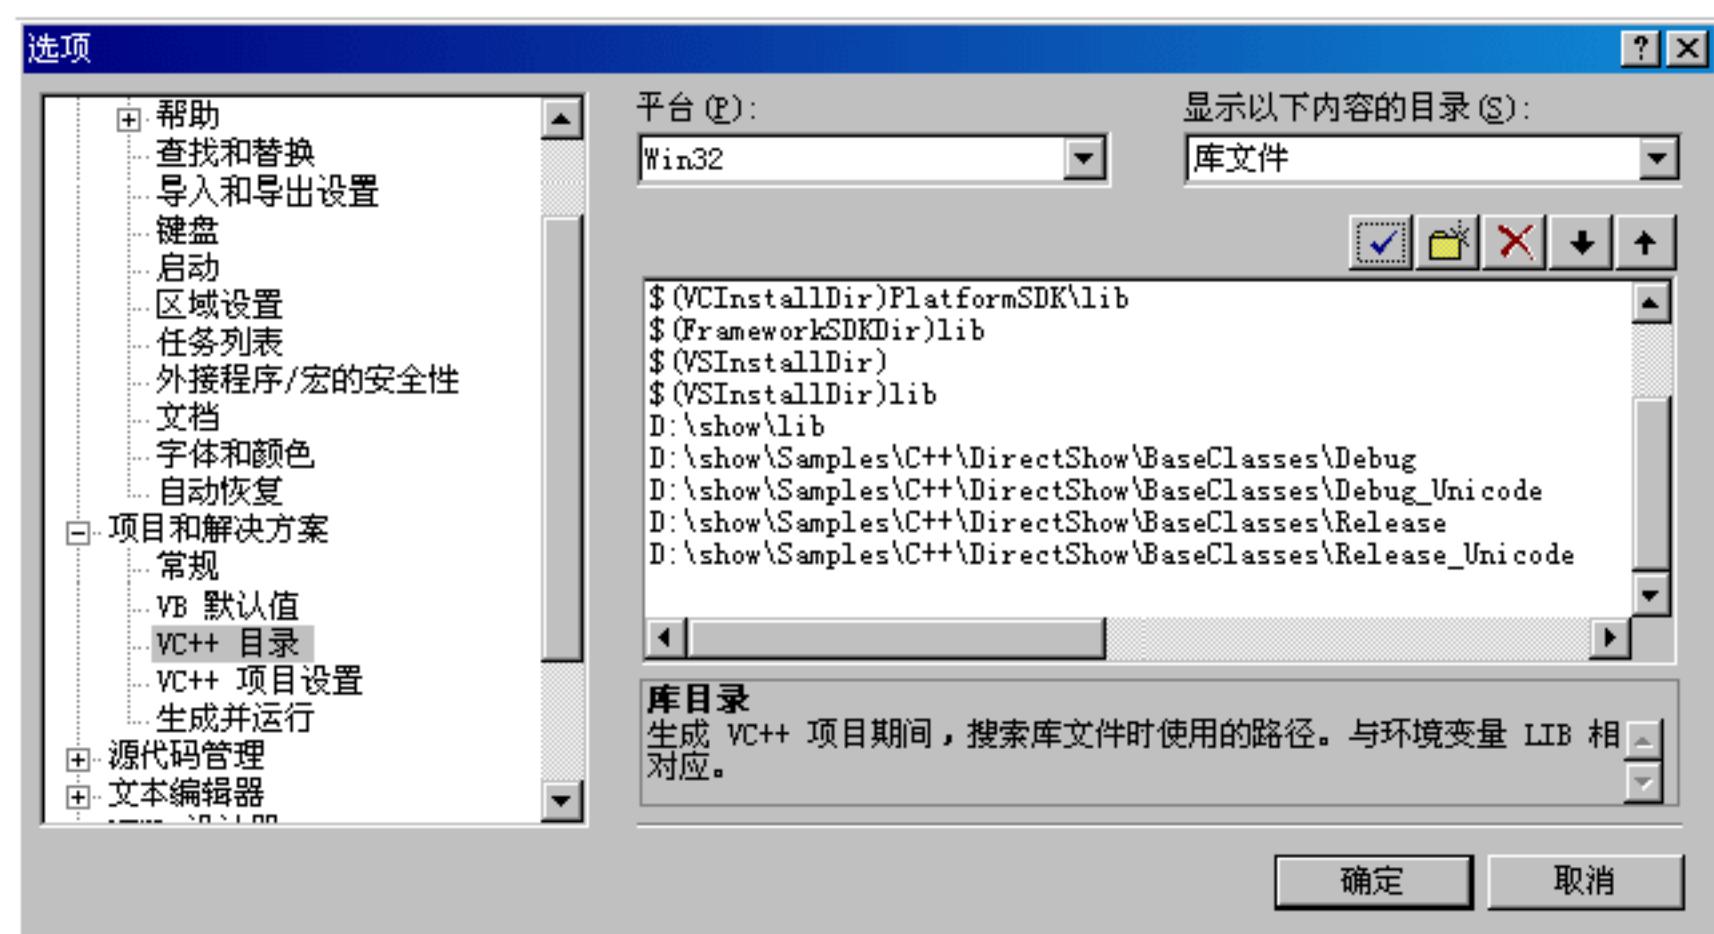 选项
帮助
查找和替换
导入和导出设置
键盘
启动
区域设置
任务列表
外接程序/宏的安全性
文档
字体和颜色
自动恢复
项目和解决方案
常规
VB 默认值
VC++ 目录
VC++ 项目设置
生成并运行
源代码管理
文本编辑器
平台(P):
Win32
显示以下内容的目录(S):
库文件
$(VCInstallDir)PlatformSDK\lib
$(FrameworkSDKDir)lib
$(VSInstallDir)
$(VSInstallDir)lib
D:\show\lib
D:\show\Samples\C++\DirectShow\BaseClasses\Debug
D:\show\Samples\C++\DirectShow\BaseClasses\Debug_Unicode
D:\show\Samples\C++\DirectShow\BaseClasses\Release
D:\show\Samples\C++\DirectShow\BaseClasses\Release_Unicode
库目录
生成 VC++ 项目期间，搜索库文件时使用的路径。与环境变量 LIB 相
对应。
确定
取消